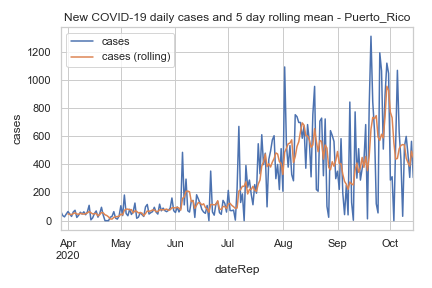 New COVID-19 daily cases and 5 day rolling mean - Puerto_Rico
cases
cases (rolling)
1200
1000
800
600
400
200
0
cases
Apr May Jun Jul Aug Sep Oct
2020
dateRep